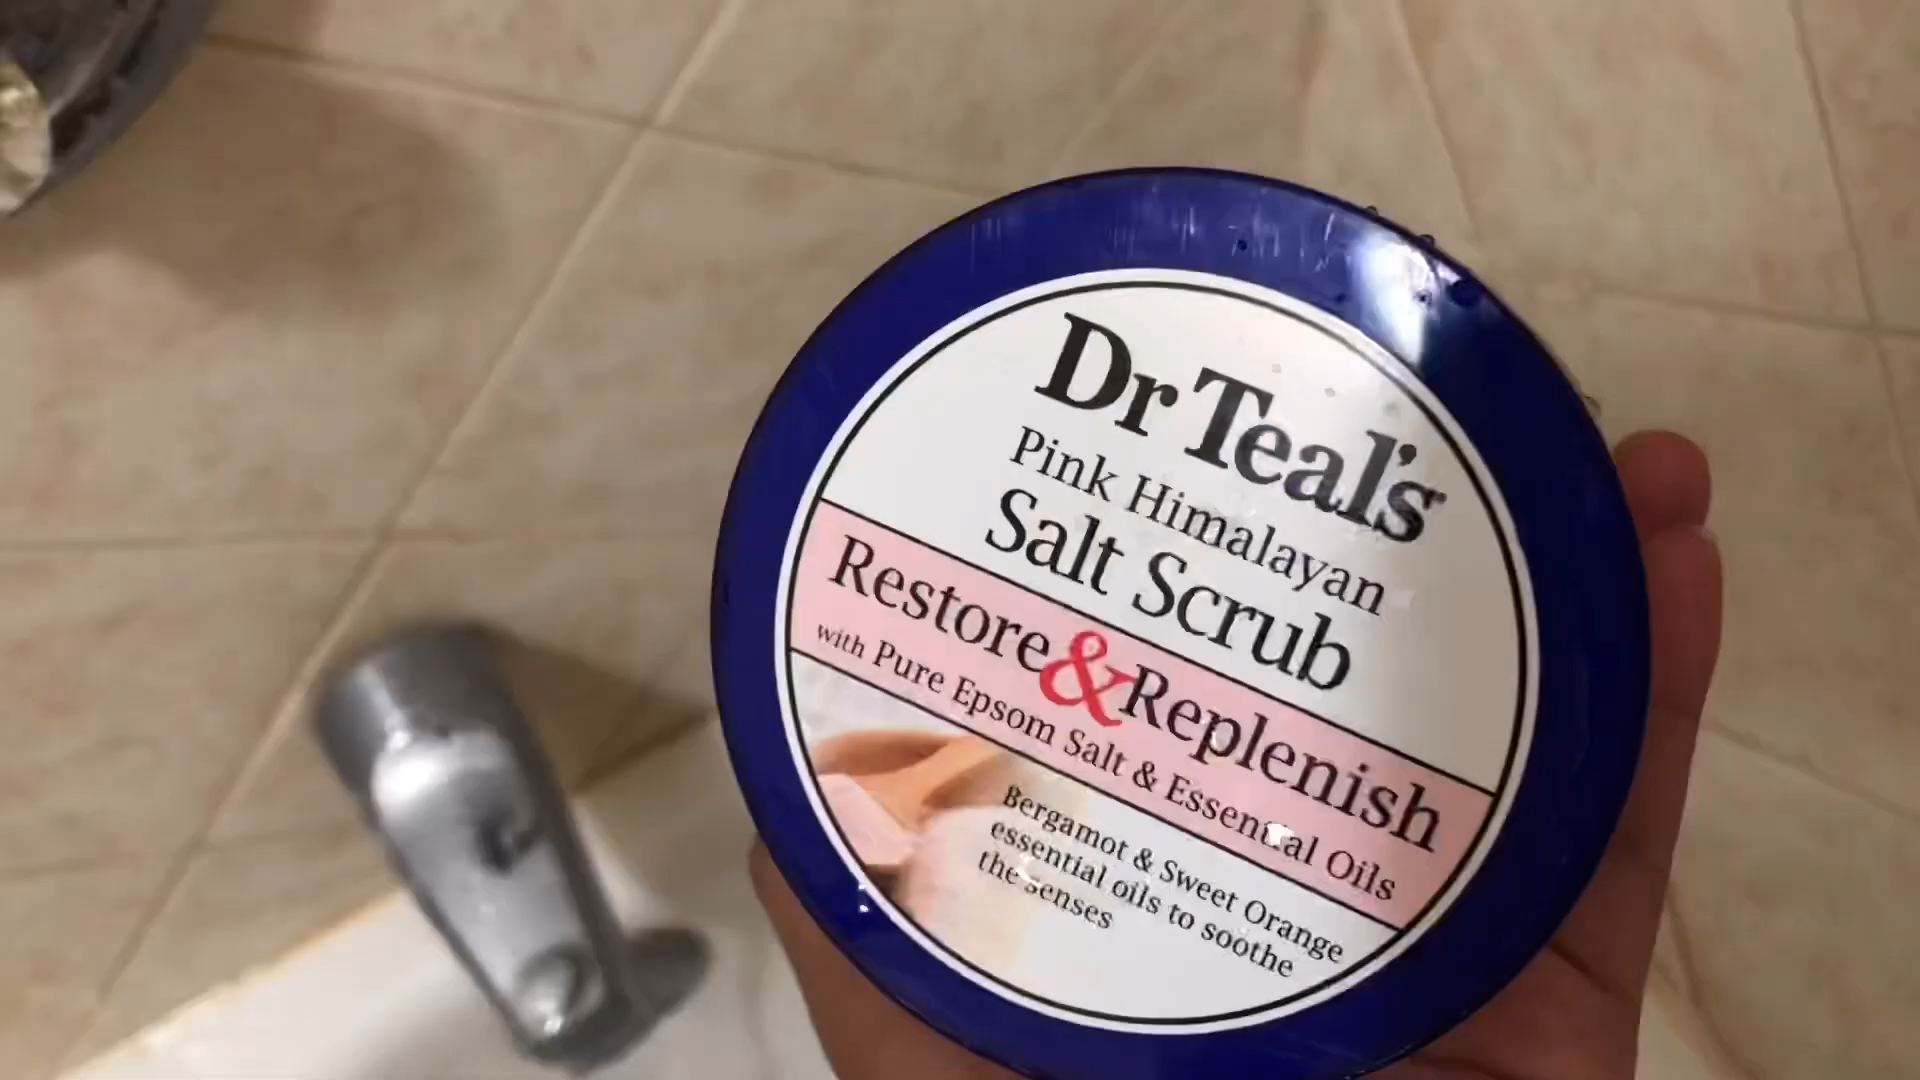 Dr Teal's
Pink Himalayan
Salt Scrub
Restore & Replenish
with Pure Epsom Salt & Essential Oils
Bergamot & Sweet Orange
essential oils to soothe
the senses